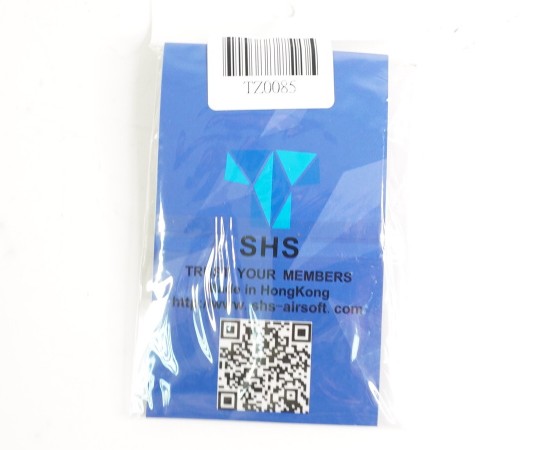 TZ0085
SHS
TRUST YOUR MEMBERS
Made in HongKong
http://www.shs-airsoft.com